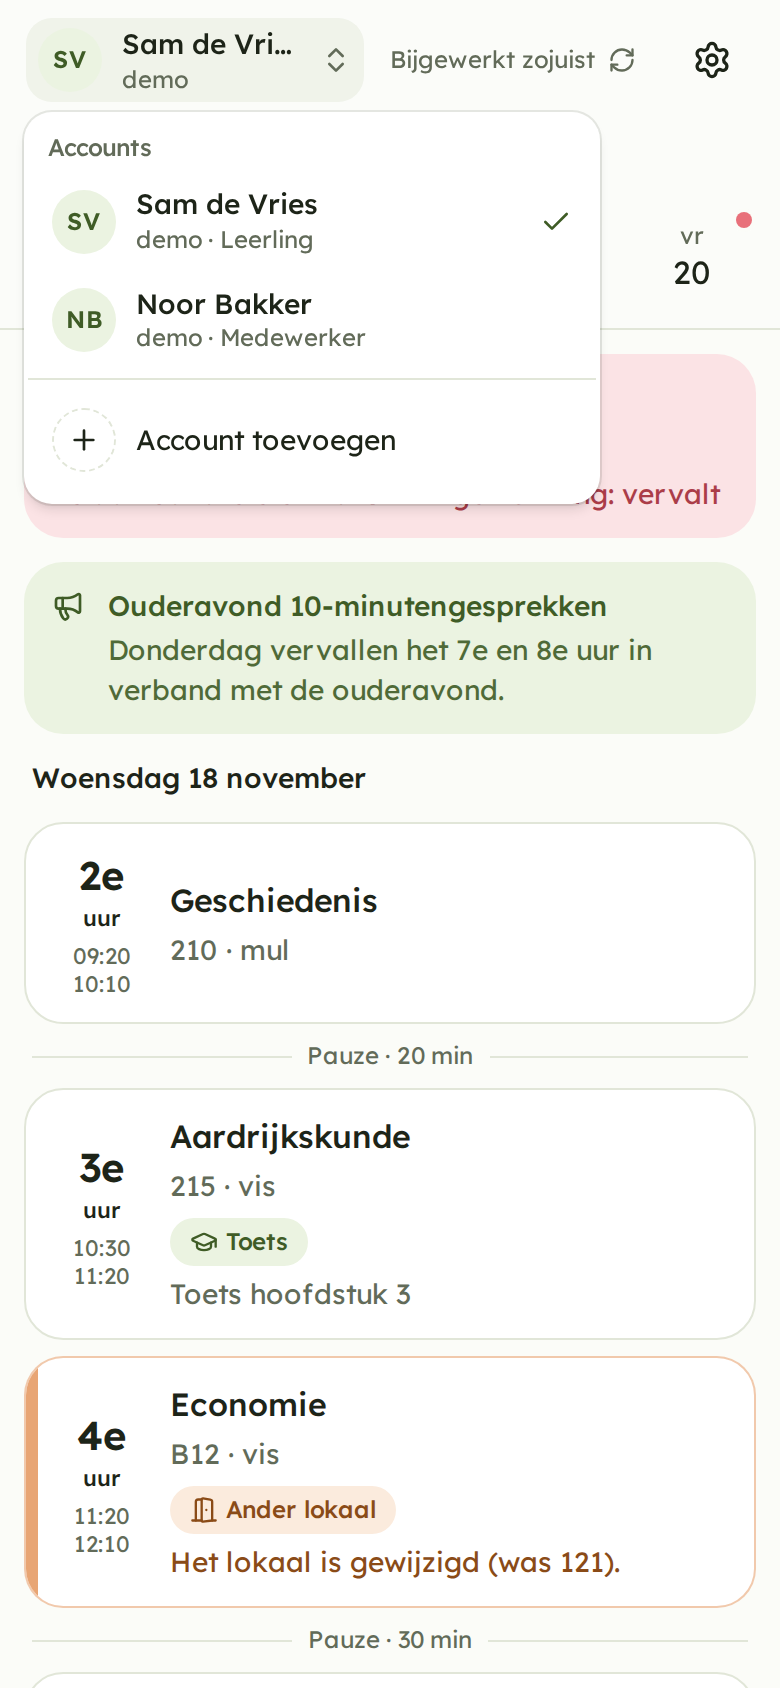 SV
Sam de Vri...
demo
Bijgewerkt zojuist
Accounts
SV
Sam de Vries
demo · Leerling
NB
Noor Bakker
demo · Medewerker
Account toevoegen
vr
20
vervalt
Ouderavond 10-minutengesprekken
Donderdag vervallen het 7e en 8e uur in
verband met de ouderavond.
Woensdag 18 november
2e
uur
09:20
10:10
Geschiedenis
210 · mul
Pauze · 20 min
3e
uur
10:30
11:20
Aardrijkskunde
215 · vis
Toets
Toets hoofdstuk 3
4e
uur
11:20
12:10
Economie
B12 · vis
Ander lokaal
Het lokaal is gewijzigd (was 121).
Pauze · 30 min